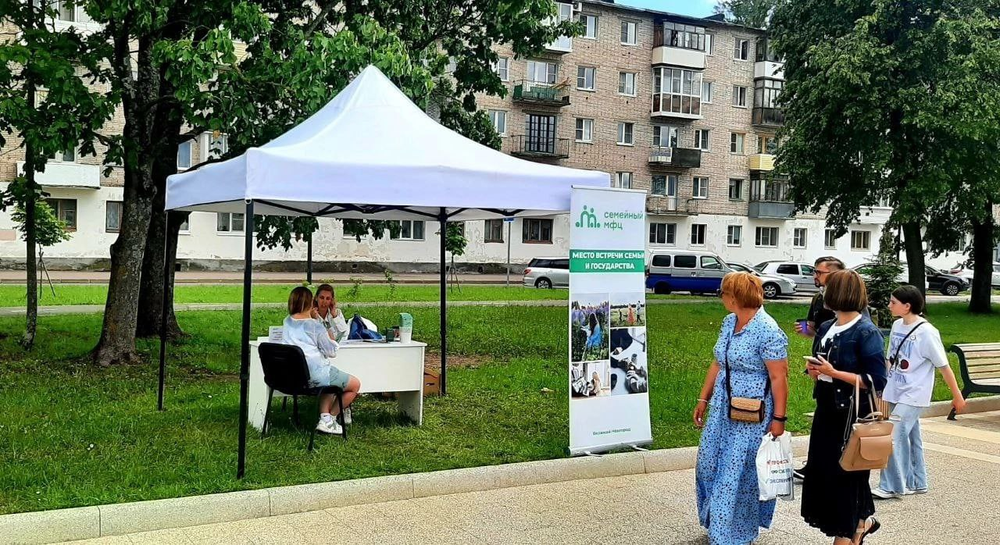 семейный
мфц
МЕСТО ВСТРЕЧИ СЕМЬИ
И ГОСУДАРСТВА
Великий Новгород